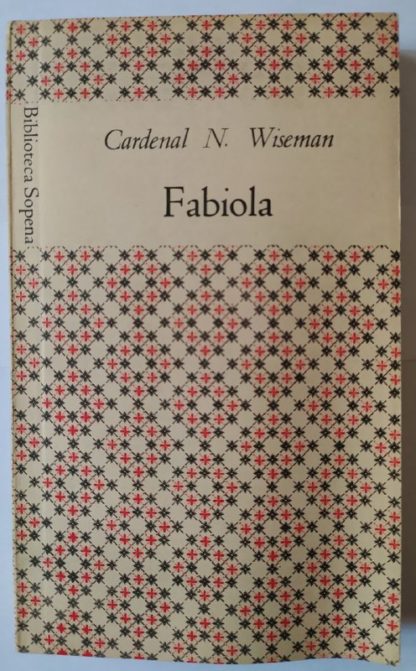 Cardenal N. Wiseman
Fabiola
Biblioteca Sopena